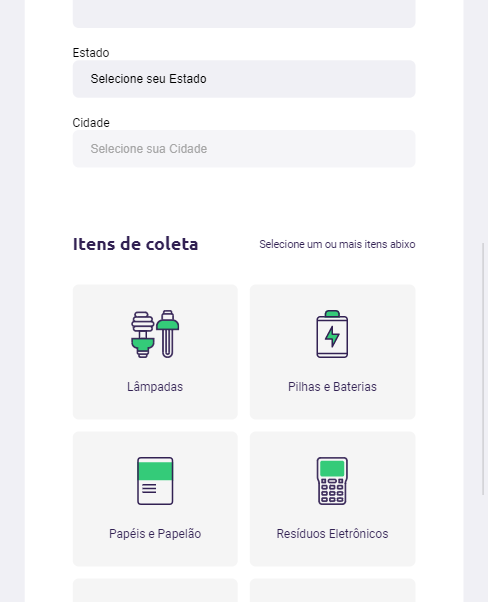 Estado
Selecione seu Estado
Cidade
Selecione sua Cidade
Itens de coleta
Selecione um ou mais itens abixo
Lâmpadas
Pilhas e Baterias
Papéis e Papelão
Resíduos Eletrônicos